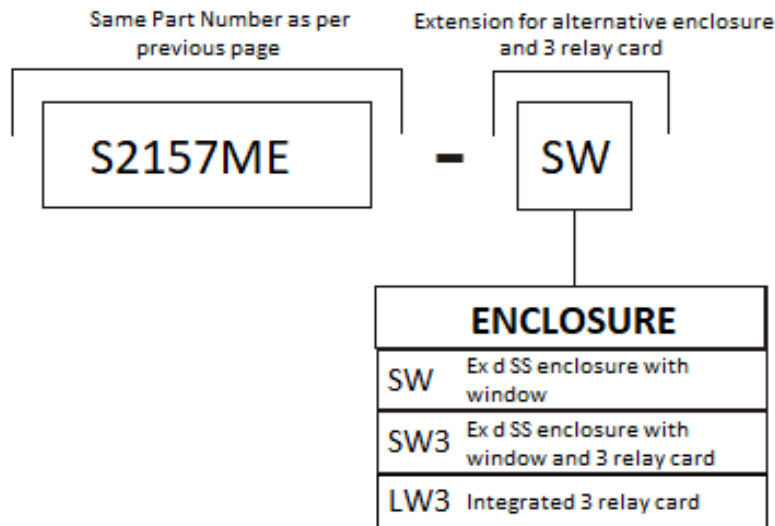 Same Part Number as per
previous page
Extension for alternative enclosure
and 3 relay card
S2157ME
-
SW
ENCLOSURE
SW Ex d SS enclosure with
window
SW3 Ex d SS enclosure with
window and 3 relay card
LW3 Integrated 3 relay card